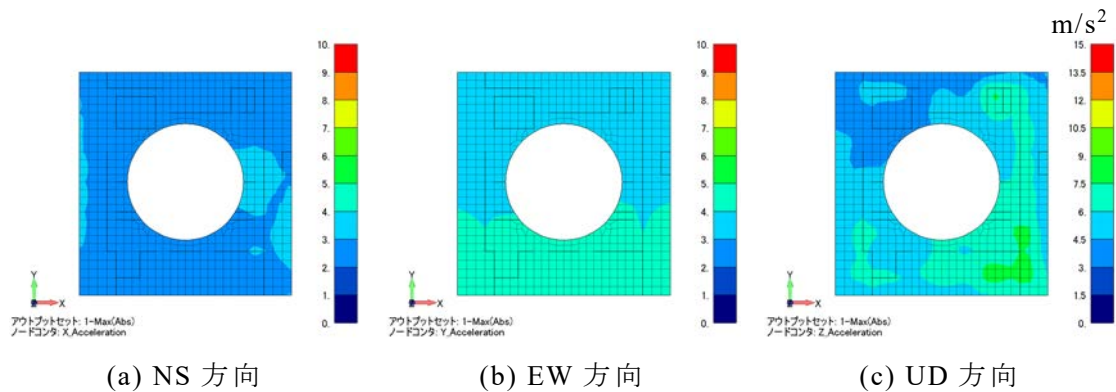 m/s²
10.
9.
8.
7.
6.
5.
4.
3.
2.
1.
0.
Y
X
アウトプットセット: 1-Max(Abs)
ノードコンタ: X_Acceleration
(a) NS 方向
10.
9.
8.
7.
6.
5.
4.
3.
2.
1.
0.
Y
X
アウトプットセット: 1-Max(Abs)
ノードコンタ: Y_Acceleration
(b) EW 方向
15.
13.5
12.
10.5
9.
7.5
6.
4.5
3.
1.5
0.
Y
X
アウトプットセット: 1-Max(Abs)
ノードコンタ: Z_Acceleration
(c) UD 方向